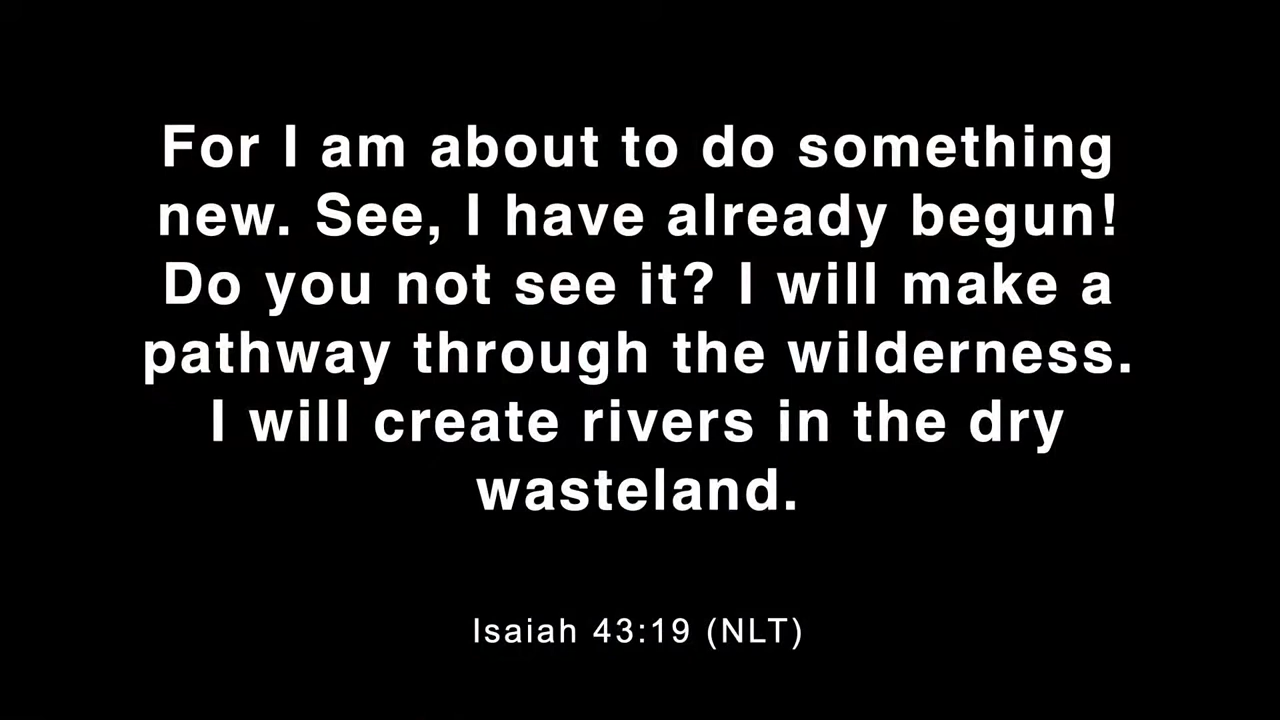 For I am about to do something
new. See, I have already begun!
Do you not see it? I will make a
pathway through the wilderness.
I will create rivers in the dry
wasteland.
Isaiah 43:19 (NLT)